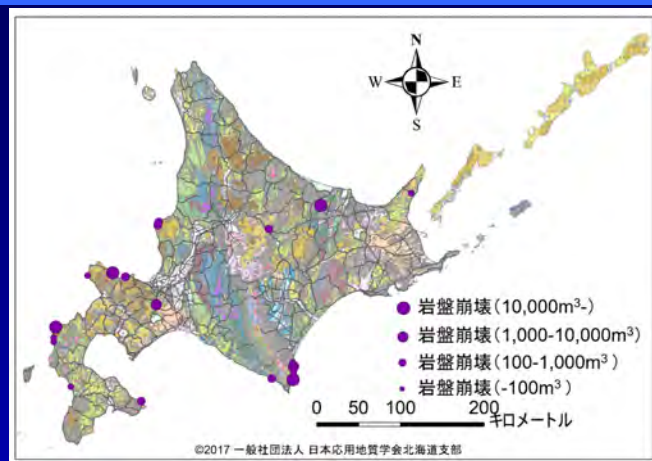 N
W E
S
岩盤崩壊(10,000m³-)
岩盤崩壊(1,000-10,000m³)
岩盤崩壊(100-1,000m³)
岩盤崩壊(-100m³)
0 50 100 200
キロメートル
©2017 一般社団法人 日本応用地質学会北海道支部